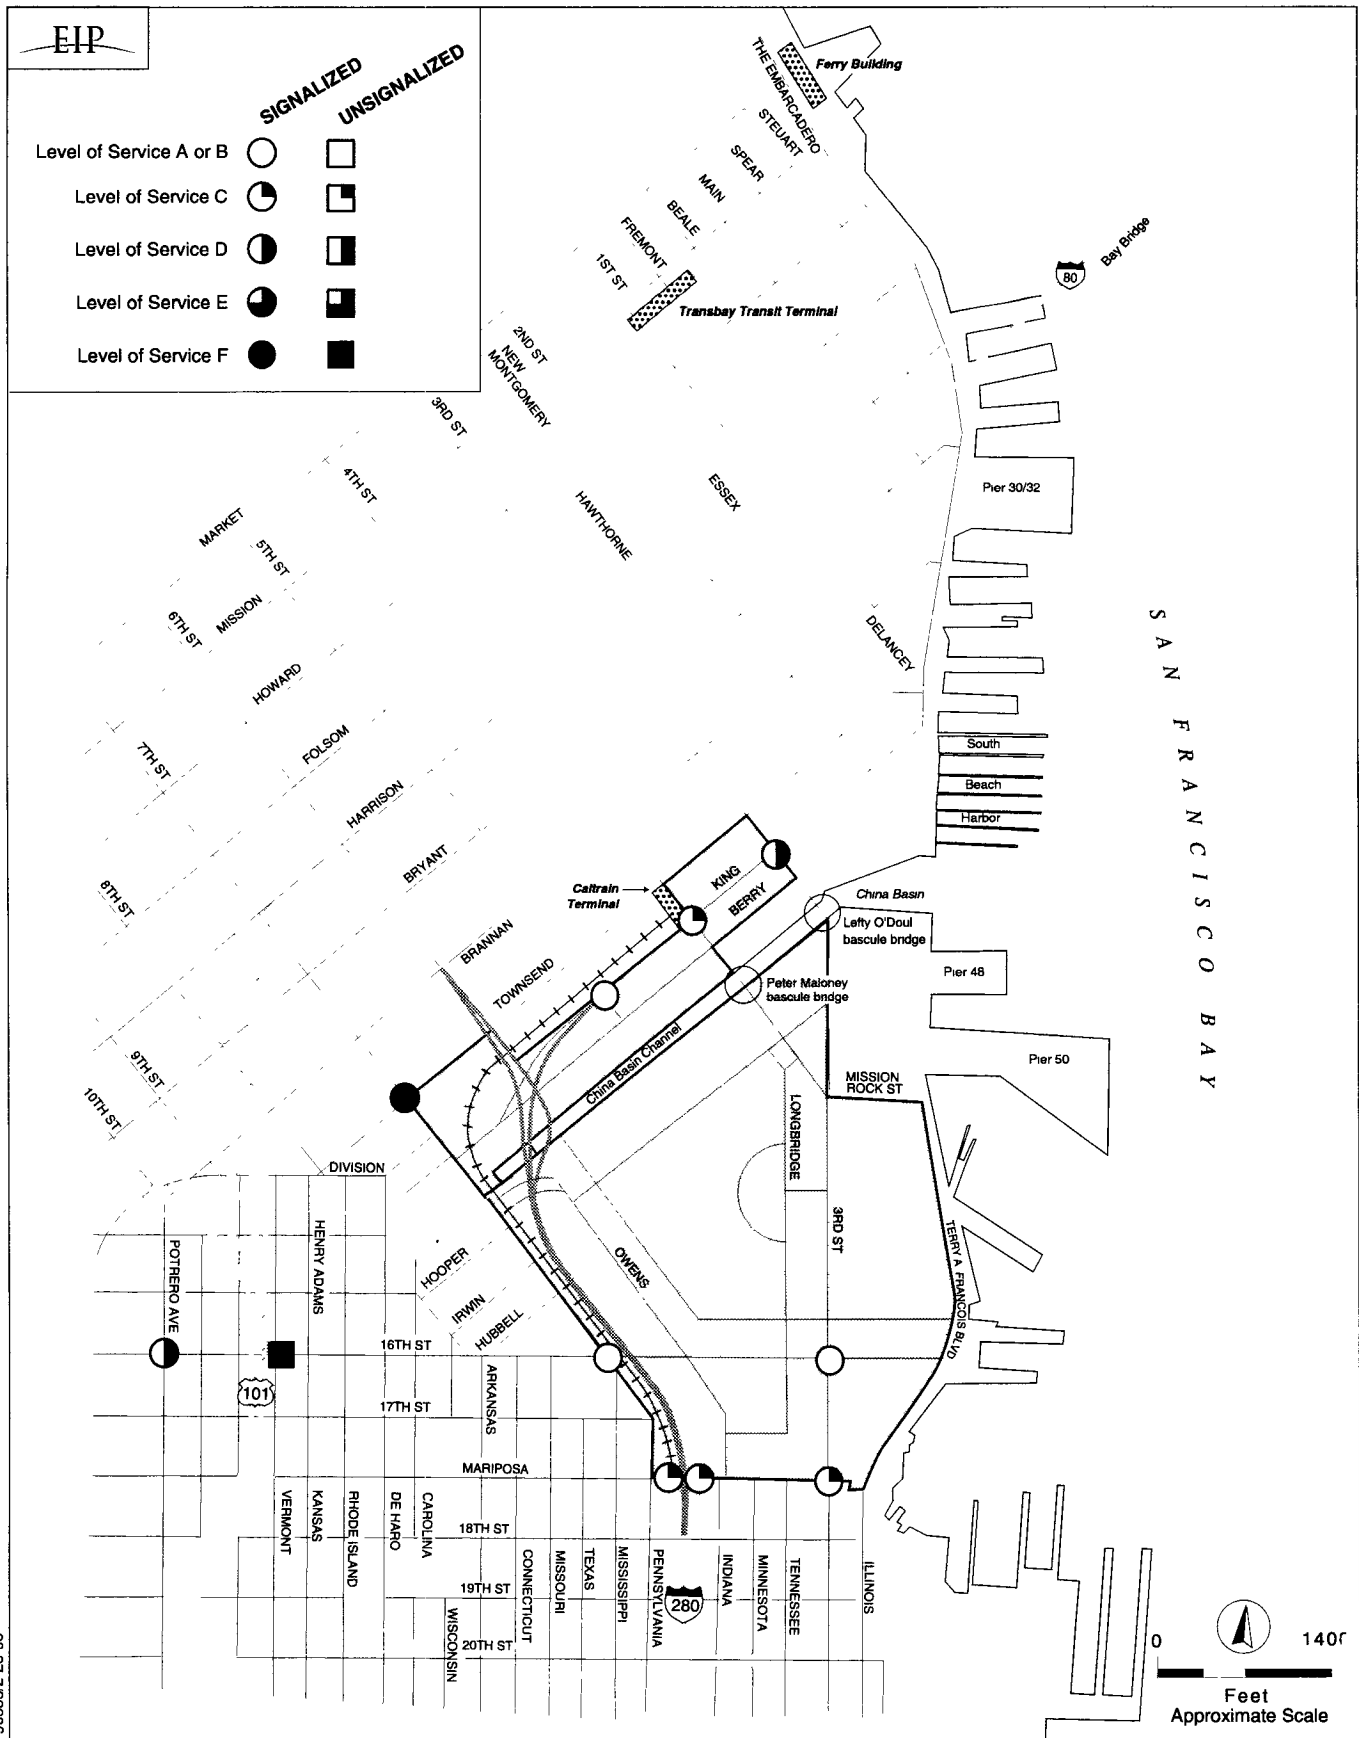 EIP
SIGNALIZED
UNSIGNALIZED
Level of Service A or B
Level of Service C
Level of Service D
Level of Service E
Level of Service F
Ferry Building
THE EMBARCADERO
STEUART
SPEAR
MAIN
BEALE
FREMONT
1ST ST
Transbay Transit Terminal
80
Bay Bridge
2ND ST
NEW
MONTGOMERY
3RD ST
4TH ST
HAWTHORNE
ESSEX
Pier 30/32
MARKET
5TH ST
MISSION
6TH ST
HOWARD
DELANCEY
SAN FRANCISCO BAY
7TH ST
FOLSOM
HARRISON
South
Beach
Harbor
BRYANT
8TH ST
Caltrain
Terminal
KING
BERRY
China Basin
Lefty O'Doul
bascule bridge
BRANNAN
TOWNSEND
Pier 48
Peter Maloney
bascule bridge
China Basin Channel
Pier 50
9TH ST
10TH ST
MISSION
ROCK ST
LONGBRIDGE
DIVISION
3RD ST
TERRY A FRANCOIS BLVD
POTRERO AVE
HENRY ADAMS
HOOPER
IRWIN
HUBBELL
OWENS
16TH ST
101
ARKANSAS
17TH ST
MARIPOSA
VERMONT
KANSAS
RHODE ISLAND
DE HARO
CAROLINA
18TH ST
CONNECTICUT
MISSOURI
TEXAS
MISSISSIPPI
PENNSYLVANIA
INDIANA
MINNESOTA
TENNESSEE
ILLINOIS
19TH ST
280
WISCONSIN
20TH ST
0
Feet
Approximate Scale